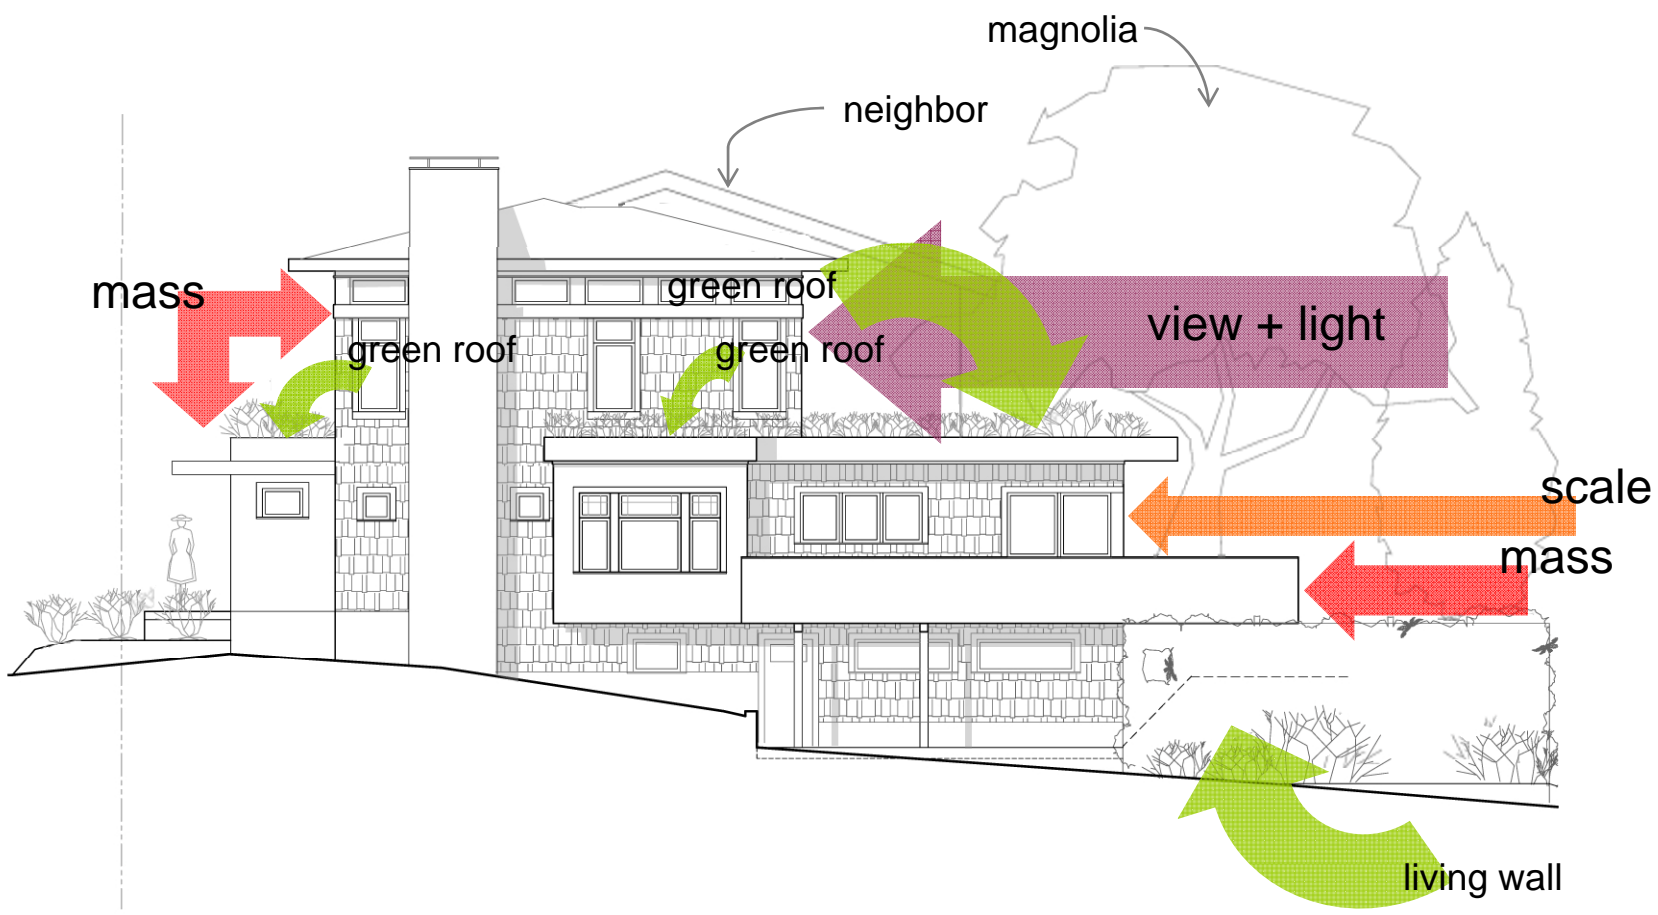 magnolia
neighbor
mass
green roof
view + light
green roof
green roof
scale
mass
living wall